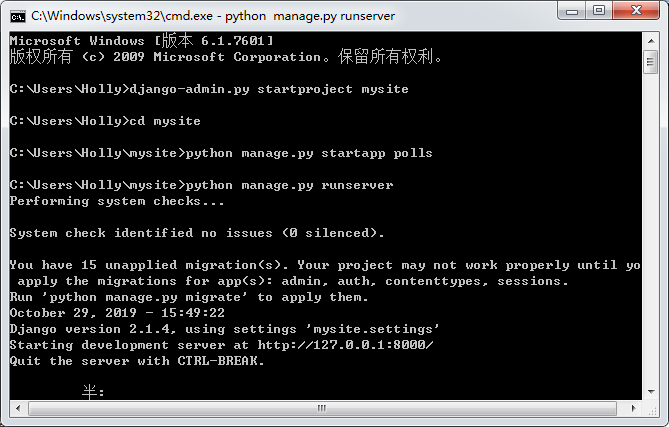 C:\Windows\system32\cmd.exe - python  manage.py runserver
Microsoft Windows [版本 6.1.7601]
版权所有 (c) 2009 Microsoft Corporation。保留所有权利。
C:\Users\Holly>django-admin.py startproject mysite
C:\Users\Holly>cd mysite
C:\Users\Holly\mysite>python manage.py startapp polls
C:\Users\Holly\mysite>python manage.py runserver
Performing system checks...
System check identified no issues (0 silenced).
You have 15 unapplied migration(s). Your project may not work properly until yo
 apply the migrations for app(s): admin, auth, contenttypes, sessions.
Run 'python manage.py migrate' to apply them.
October 29, 2019 - 15:49:22
Django version 2.1.4, using settings 'mysite.settings'
Starting development server at http://127.0.0.1:8000/
Quit the server with CTRL-BREAK.
半: